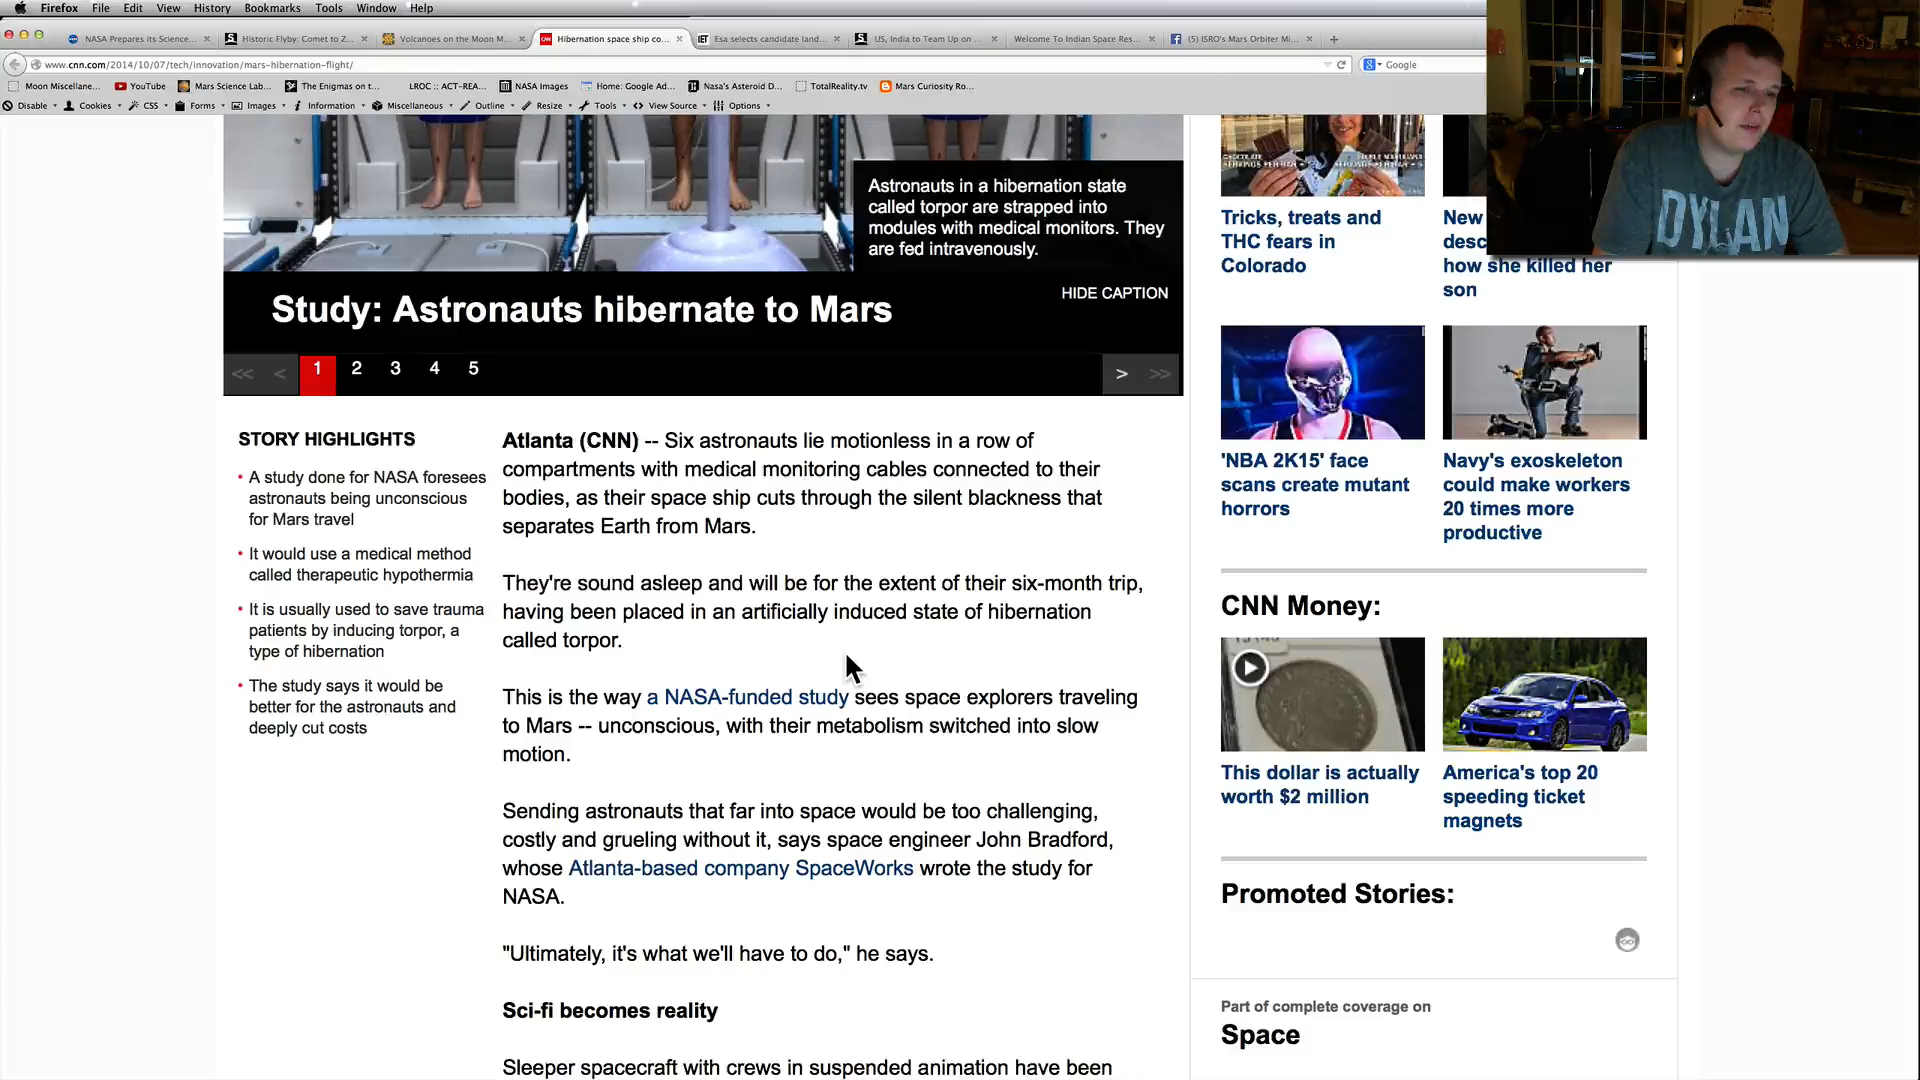 Firefox File Edit View History Bookmarks Tools Window Help
NASA Prepares its Science... × Historic Flyby: Comet to Z... × Volcanoes on the Moon M... × Hibernation space ship co... × Esa selects candidate land... × US, India to Team Up on ... × Welcome To Indian Space Res... × (5) ISRO's Mars Orbiter Mi... × +
www.cnn.com/2014/10/07/tech/innovation/mars-hibernation-flight/ Google
Moon Miscellane... YouTube Mars Science Lab... The Enigmas on t... LROC :: ACT-REA... NASA Images Home: Google Ad... Nasa's Asteroid D... TotalReality.tv Mars Curiosity Ro...
Disable Cookies CSS Forms Images Information Miscellaneous Outline Resize Tools View Source Options
Astronauts in a hibernation state
called torpor are strapped into
modules with medical monitors. They
are fed intravenously.
HIDE CAPTION
Study: Astronauts hibernate to Mars
<< < 1 2 3 4 5 > >>
STORY HIGHLIGHTS
• A study done for NASA foresees
astronauts being unconscious
for Mars travel
• It would use a medical method
called therapeutic hypothermia
• It is usually used to save trauma
patients by inducing torpor, a
type of hibernation
• The study says it would be
better for the astronauts and
deeply cut costs
Atlanta (CNN) -- Six astronauts lie motionless in a row of
compartments with medical monitoring cables connected to their
bodies, as their space ship cuts through the silent blackness that
separates Earth from Mars.
They're sound asleep and will be for the extent of their six-month trip,
having been placed in an artificially induced state of hibernation
called torpor.
This is the way a NASA-funded study sees space explorers traveling
to Mars -- unconscious, with their metabolism switched into slow
motion.
Sending astronauts that far into space would be too challenging,
costly and grueling without it, says space engineer John Bradford,
whose Atlanta-based company SpaceWorks wrote the study for
NASA.
"Ultimately, it's what we'll have to do," he says.
Sci-fi becomes reality
Sleeper spacecraft with crews in suspended animation have been
Tricks, treats and
THC fears in
Colorado
New
desc
how she killed her
son
'NBA 2K15' face
scans create mutant
horrors
Navy's exoskeleton
could make workers
20 times more
productive
CNN Money:
This dollar is actually
worth $2 million
America's top 20
speeding ticket
magnets
Promoted Stories:
Part of complete coverage on
Space
DYLAN